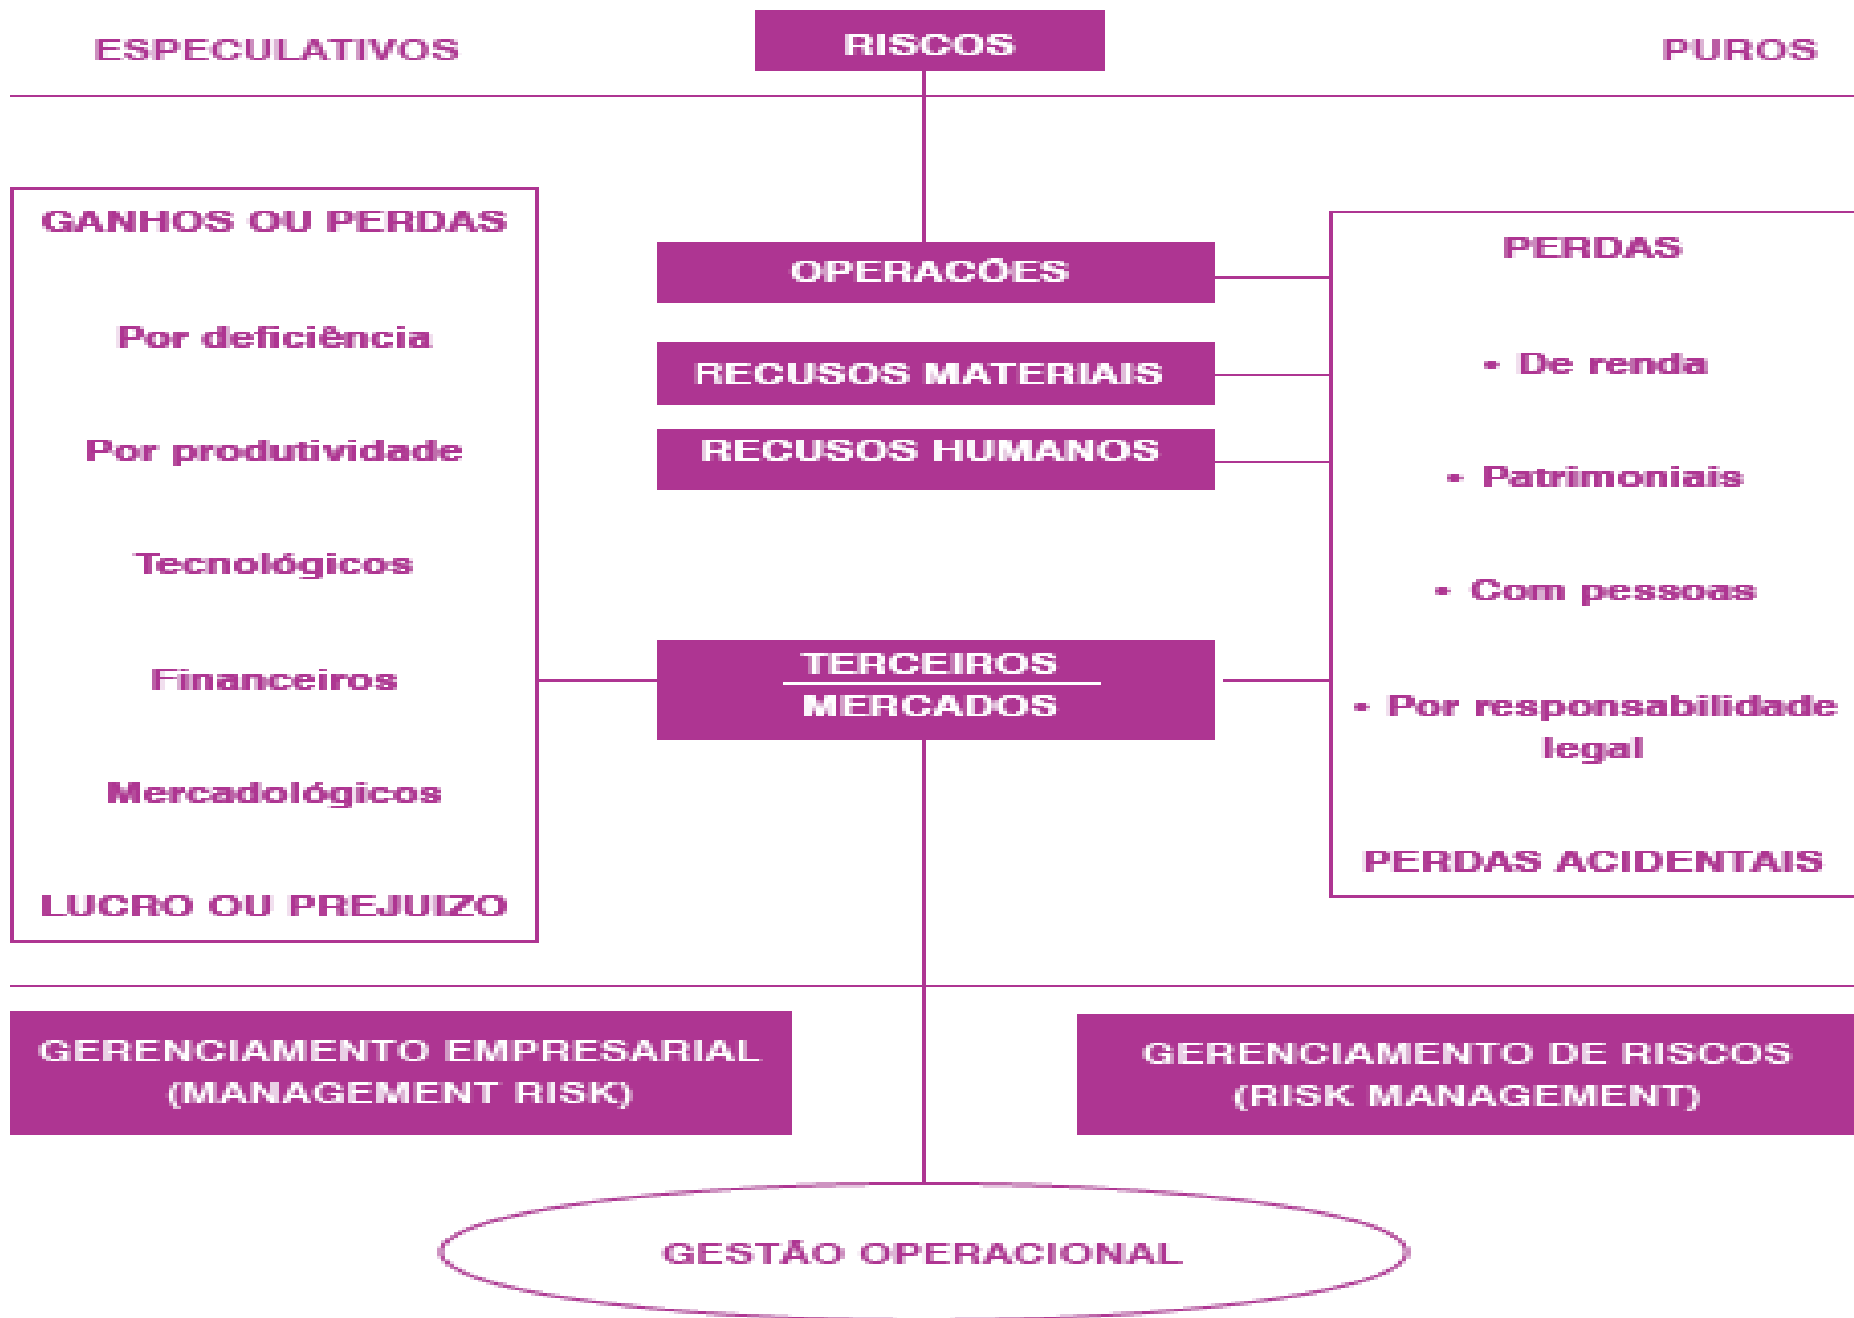 ESPECULATIVOS
RISCOS
PUROS
GANHOS OU PERDAS
Por deficiência
Por produtividade
Tecnológicos
Financeiros
Mercadológicos
LUCRO OU PREJUIZO
OPERACÕES
RECUSOS MATERIAIS
RECUSOS HUMANOS
TERCEIROS
MERCADOS
PERDAS
• De renda
• Patrimoniais
• Com pessoas
• Por responsabilidade
legal
PERDAS ACIDENTAIS
GERENCIAMENTO EMPRESARIAL
(MANAGEMENT RISK)
GERENCIAMENTO DE RISCOS
(RISK MANAGEMENT)
GESTÃO OPERACIONAL